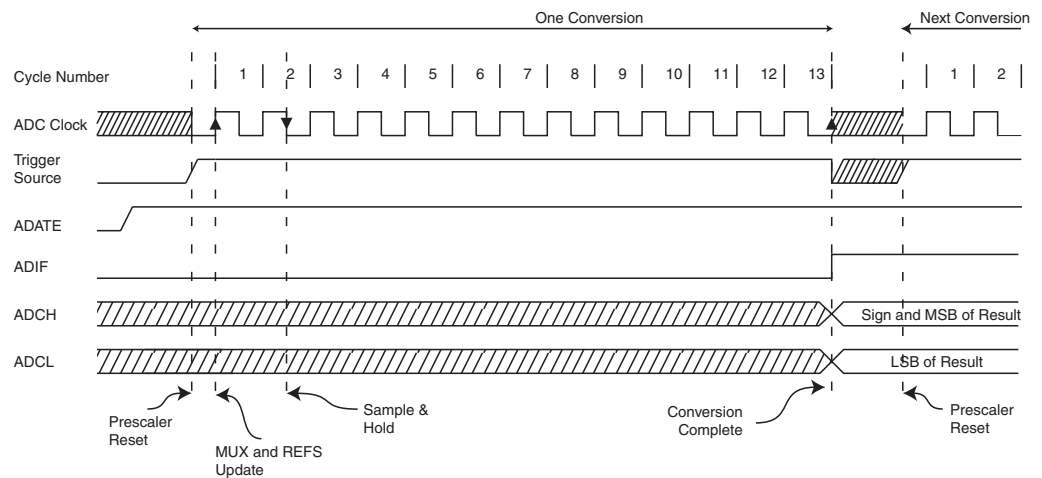 One Conversion
Next Conversion
Cycle Number
1 2 3 4 5 6 7 8 9 10 11 12 13 1 2
ADC Clock
Trigger
Source
ADATE
ADIF
ADCH
Sign and MSB of Result
ADCL
LSB of Result
Prescaler
Reset
MUX and REFS
Update
Sample &
Hold
Conversion
Complete
Prescaler
Reset